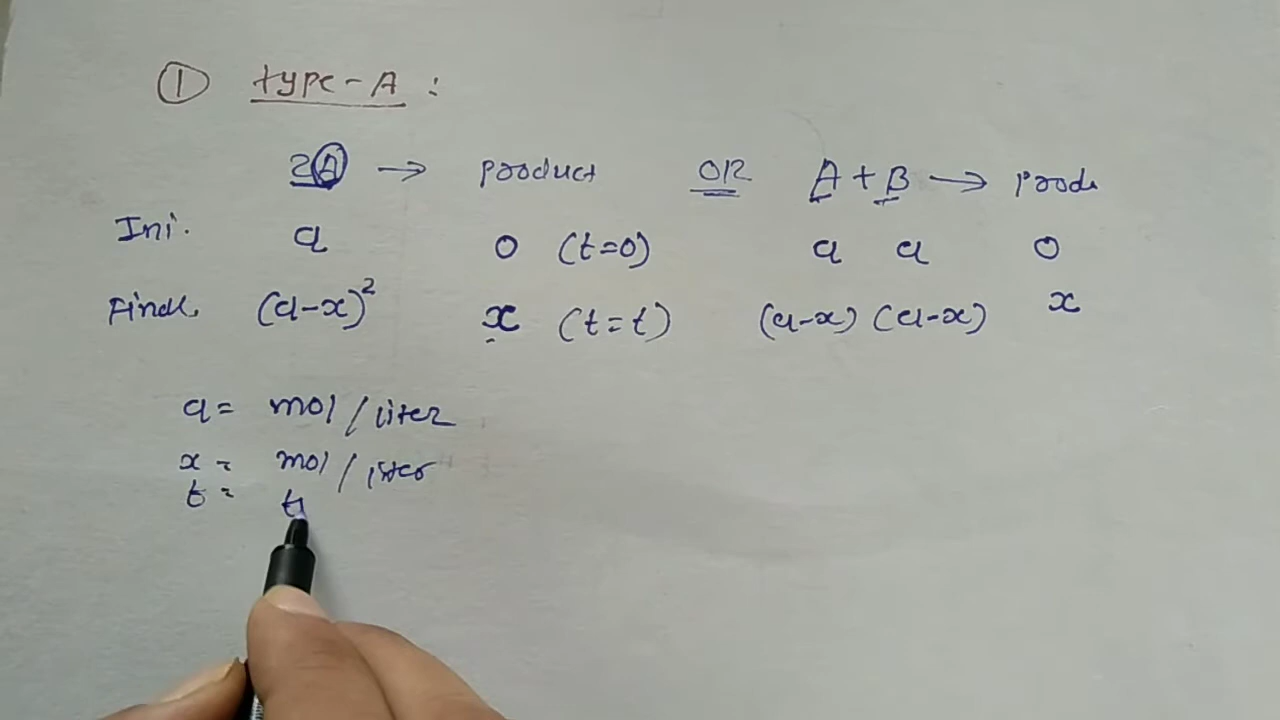 ① type-A :
2A → product OR A + B → prod.
Ini. a 0 (t=0) a a 0
Final. (a-x)² x (t=t) (a-x) (a-x) x
a = mol / liter
x = mol / liter
t =